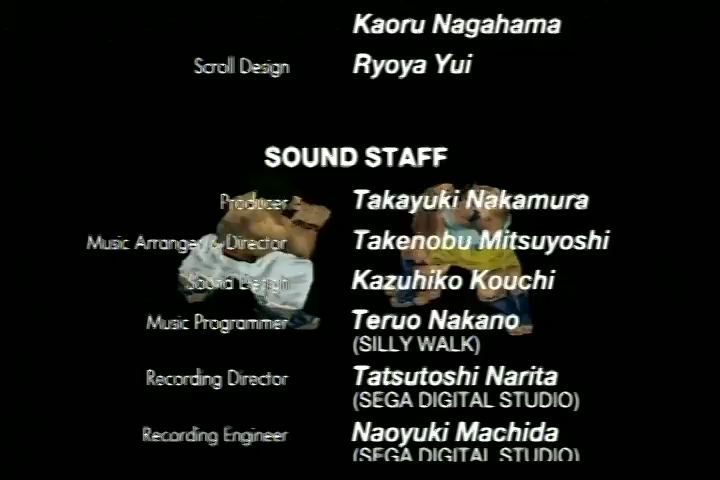 Kaoru Nagahama
Scroll Design Ryoya Yui
SOUND STAFF
Producer Takayuki Nakamura
Music Arranger & Director Takenobu Mitsuyoshi
Sound Design Kazuhiko Kouchi
Music Programmer Teruo Nakano
(SILLY WALK)
Recording Director Tatsutoshi Narita
(SEGA DIGITAL STUDIO)
Recording Engineer Naoyuki Machida
(SEGA DIGITAL STUDIO)